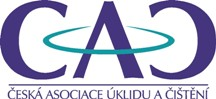 CAC
ČESKÁ ASOCIACE ÚKLIDU A ČIŠTĚNÍ